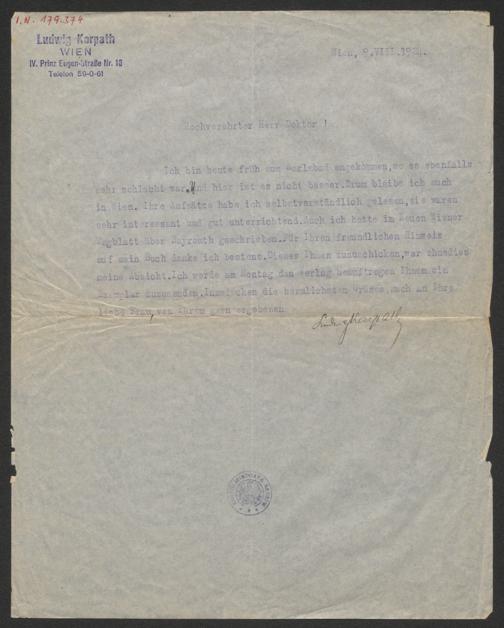 I.N. 179.374
Ludwig Karpath
WIEN
IV. Prinz Eugen-Straße Nr. 18
Telefon 59-0-61
Wien, 9.VIII.1924.
Hochverehrter Herr Doktor !
Ich bin heute früh aus Karlsbad angekommen, wo es ebenfalls
sehr schlecht war. Und hier ist es nicht besser. Drum bleibe ich auch
in Wien. Ihre Aufsätze habe ich selbstverständlich gelesen, sie waren
sehr interessant und gut unterrichtend. Auch ich hatte im Neuen Wiener
Tagblatt über Bayreuth geschrieben. Für Ihren freundlichen Hinweis
auf mein Buch danke ich bestens. Dieses Ihnen zuzuschicken, war ohnedies
meine Absicht. Ich werde am Montag den Verlag beauftragen Ihnen ein
Exemplar zuzusenden. Inzwischen die herzlichsten Grüsse, auch an Ihre
liebe Frau, von Ihrem gern ergebenen
Ludwig Karpath